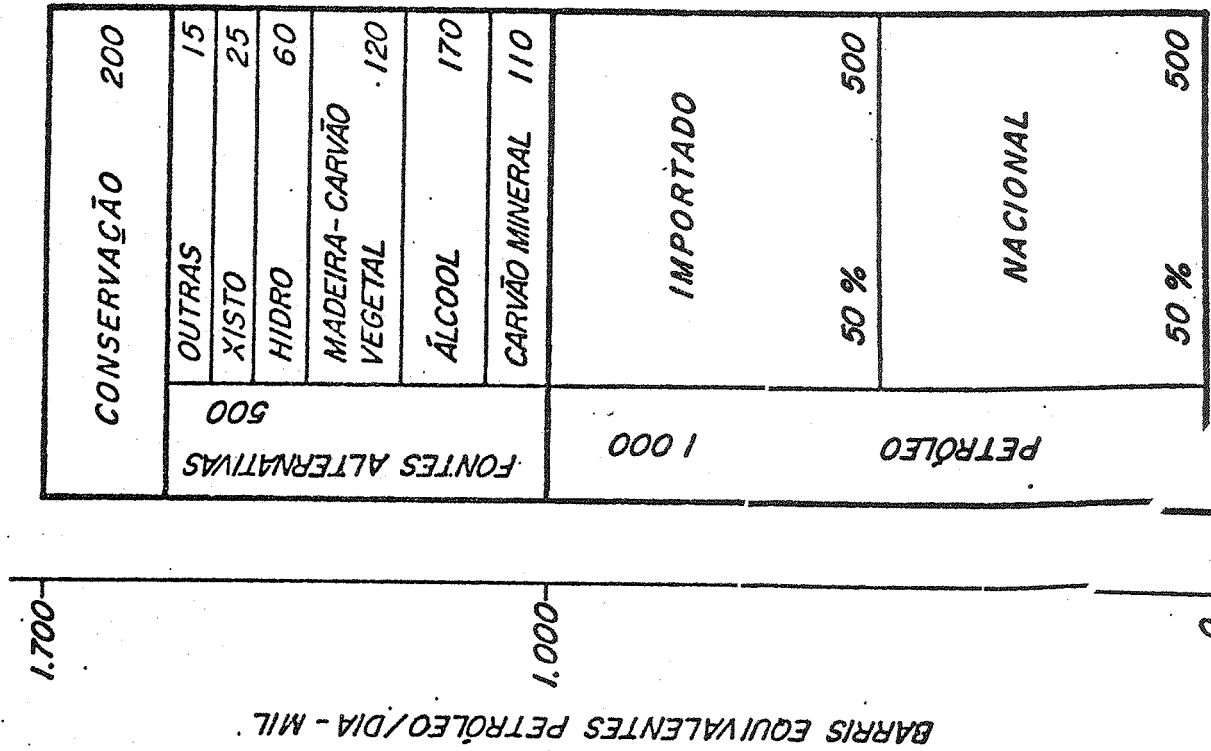 CONSERVAÇÃO 200
OUTRAS 15
XISTO 25
HIDRO 60
MADEIRA-CARVÃO
VEGETAL 120
ÁLCOOL 170
CARVÃO MINERAL 110
FONTES ALTERNATIVAS
500
IMPORTADO
50 % 500
NACIONAL
50 % 500
PETRÓLEO 1 000
1.700
1.000
0
BARRIS EQUIVALENTES PETRÓLEO/DIA - MIL